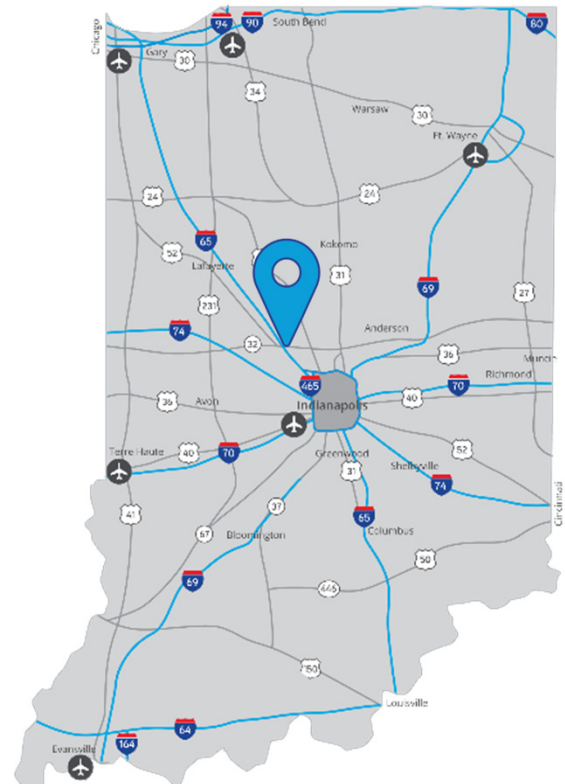 94
90
South Bend
80
Chicago
Gary
30
34
Warsaw
30
Ft. Wayne
24
24
52
65
Lafayette
Kokomo
31
231
69
27
74
32
Anderson
36
Muncie
465
70
Richmond
36
Avon
Indianapolis
40
Terre Haute
40
70
Greenwood
52
31
Shelbyville
74
41
37
65
Cincinnati
67
Bloomington
Columbus
50
69
446
150
Louisville
64
164
Evansville